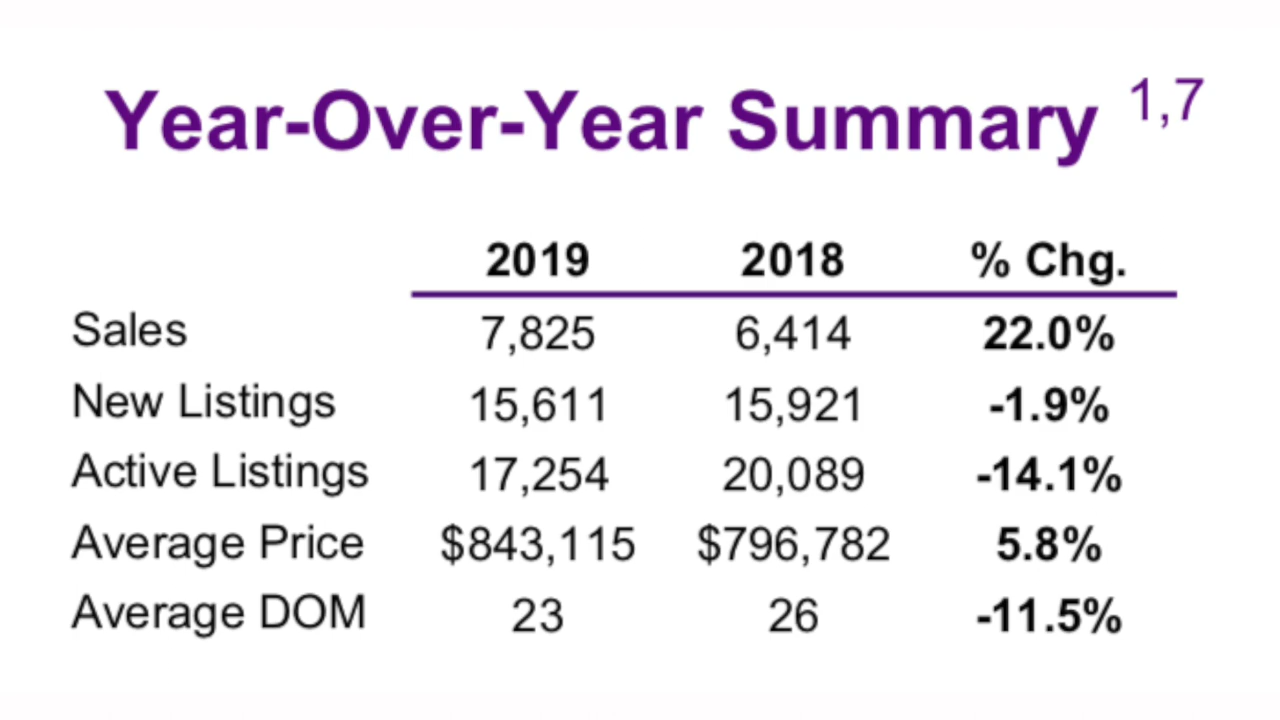 Year-Over-Year Summary 1,7
2019 2018 % Chg.
Sales 7,825 6,414 22.0%
New Listings 15,611 15,921 -1.9%
Active Listings 17,254 20,089 -14.1%
Average Price $843,115 $796,782 5.8%
Average DOM 23 26 -11.5%